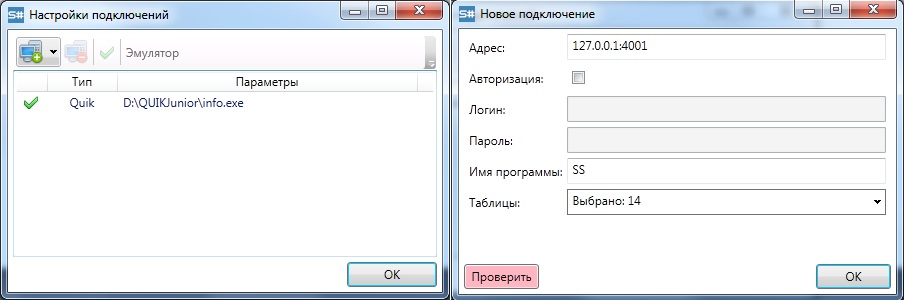 S# Настройки подключений
Эмулятор
Тип Параметры
Quik D:\QUIKJunior\info.exe
OK
S# Новое подключение
Адрес: 127.0.0.1:4001
Авторизация:
Логин:
Пароль:
Имя программы: SS
Таблицы: Выбрано: 14
Проверить OK